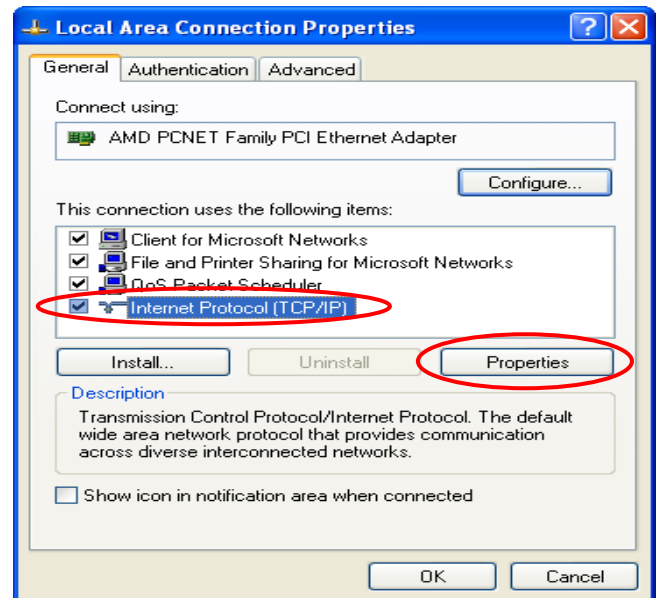 Local Area Connection Properties
General Authentication Advanced
Connect using:
AMD PCNET Family PCI Ethernet Adapter
Configure...
This connection uses the following items:
Client for Microsoft Networks
File and Printer Sharing for Microsoft Networks
QoS Packet Scheduler
Internet Protocol (TCP/IP)
Install... Uninstall Properties
Description
Transmission Control Protocol/Internet Protocol. The default
wide area network protocol that provides communication
across diverse interconnected networks.
Show icon in notification area when connected
OK Cancel